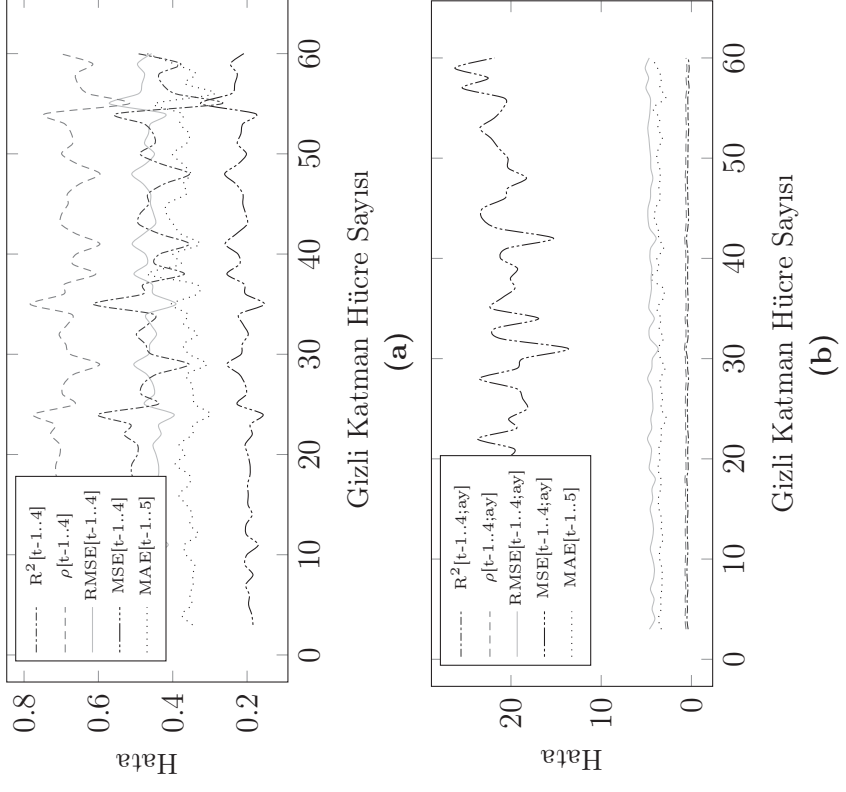 Hata
0.8
0.6
0.4
0.2
R²[t-1..4]
ρ[t-1..4]
RMSE[t-1..4]
MSE[t-1..4]
MAE[t-1..5]
0 10 20 30 40 50 60
Gizli Katman Hücre Sayısı
(a)
Hata
20
10
0
R²[t-1..4;ay]
ρ[t-1..4;ay]
RMSE[t-1..4;ay]
MSE[t-1..4;ay]
MAE[t-1..5]
0 10 20 30 40 50 60
Gizli Katman Hücre Sayısı
(b)